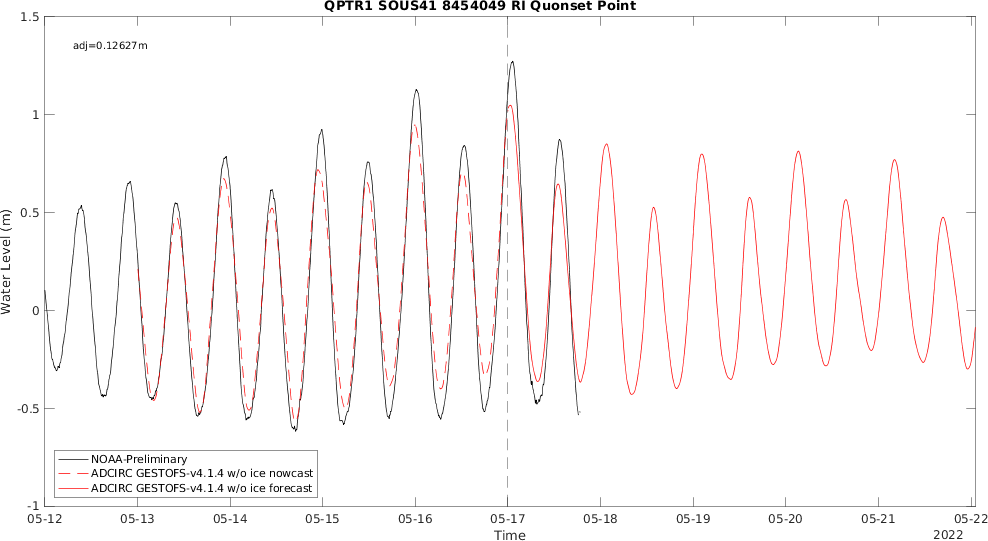 QPTR1 SOUS41 8454049 RI Quonset Point
adj=0.12627m
1.5
1
0.5
0
-0.5
-1
Water Level (m)
NOAA-Preliminary
ADCIRC GESTOFS-v4.1.4 w/o ice nowcast
ADCIRC GESTOFS-v4.1.4 w/o ice forecast
05-12 05-13 05-14 05-15 05-16 05-17 05-18 05-19 05-20 05-21 05-22
Time
2022